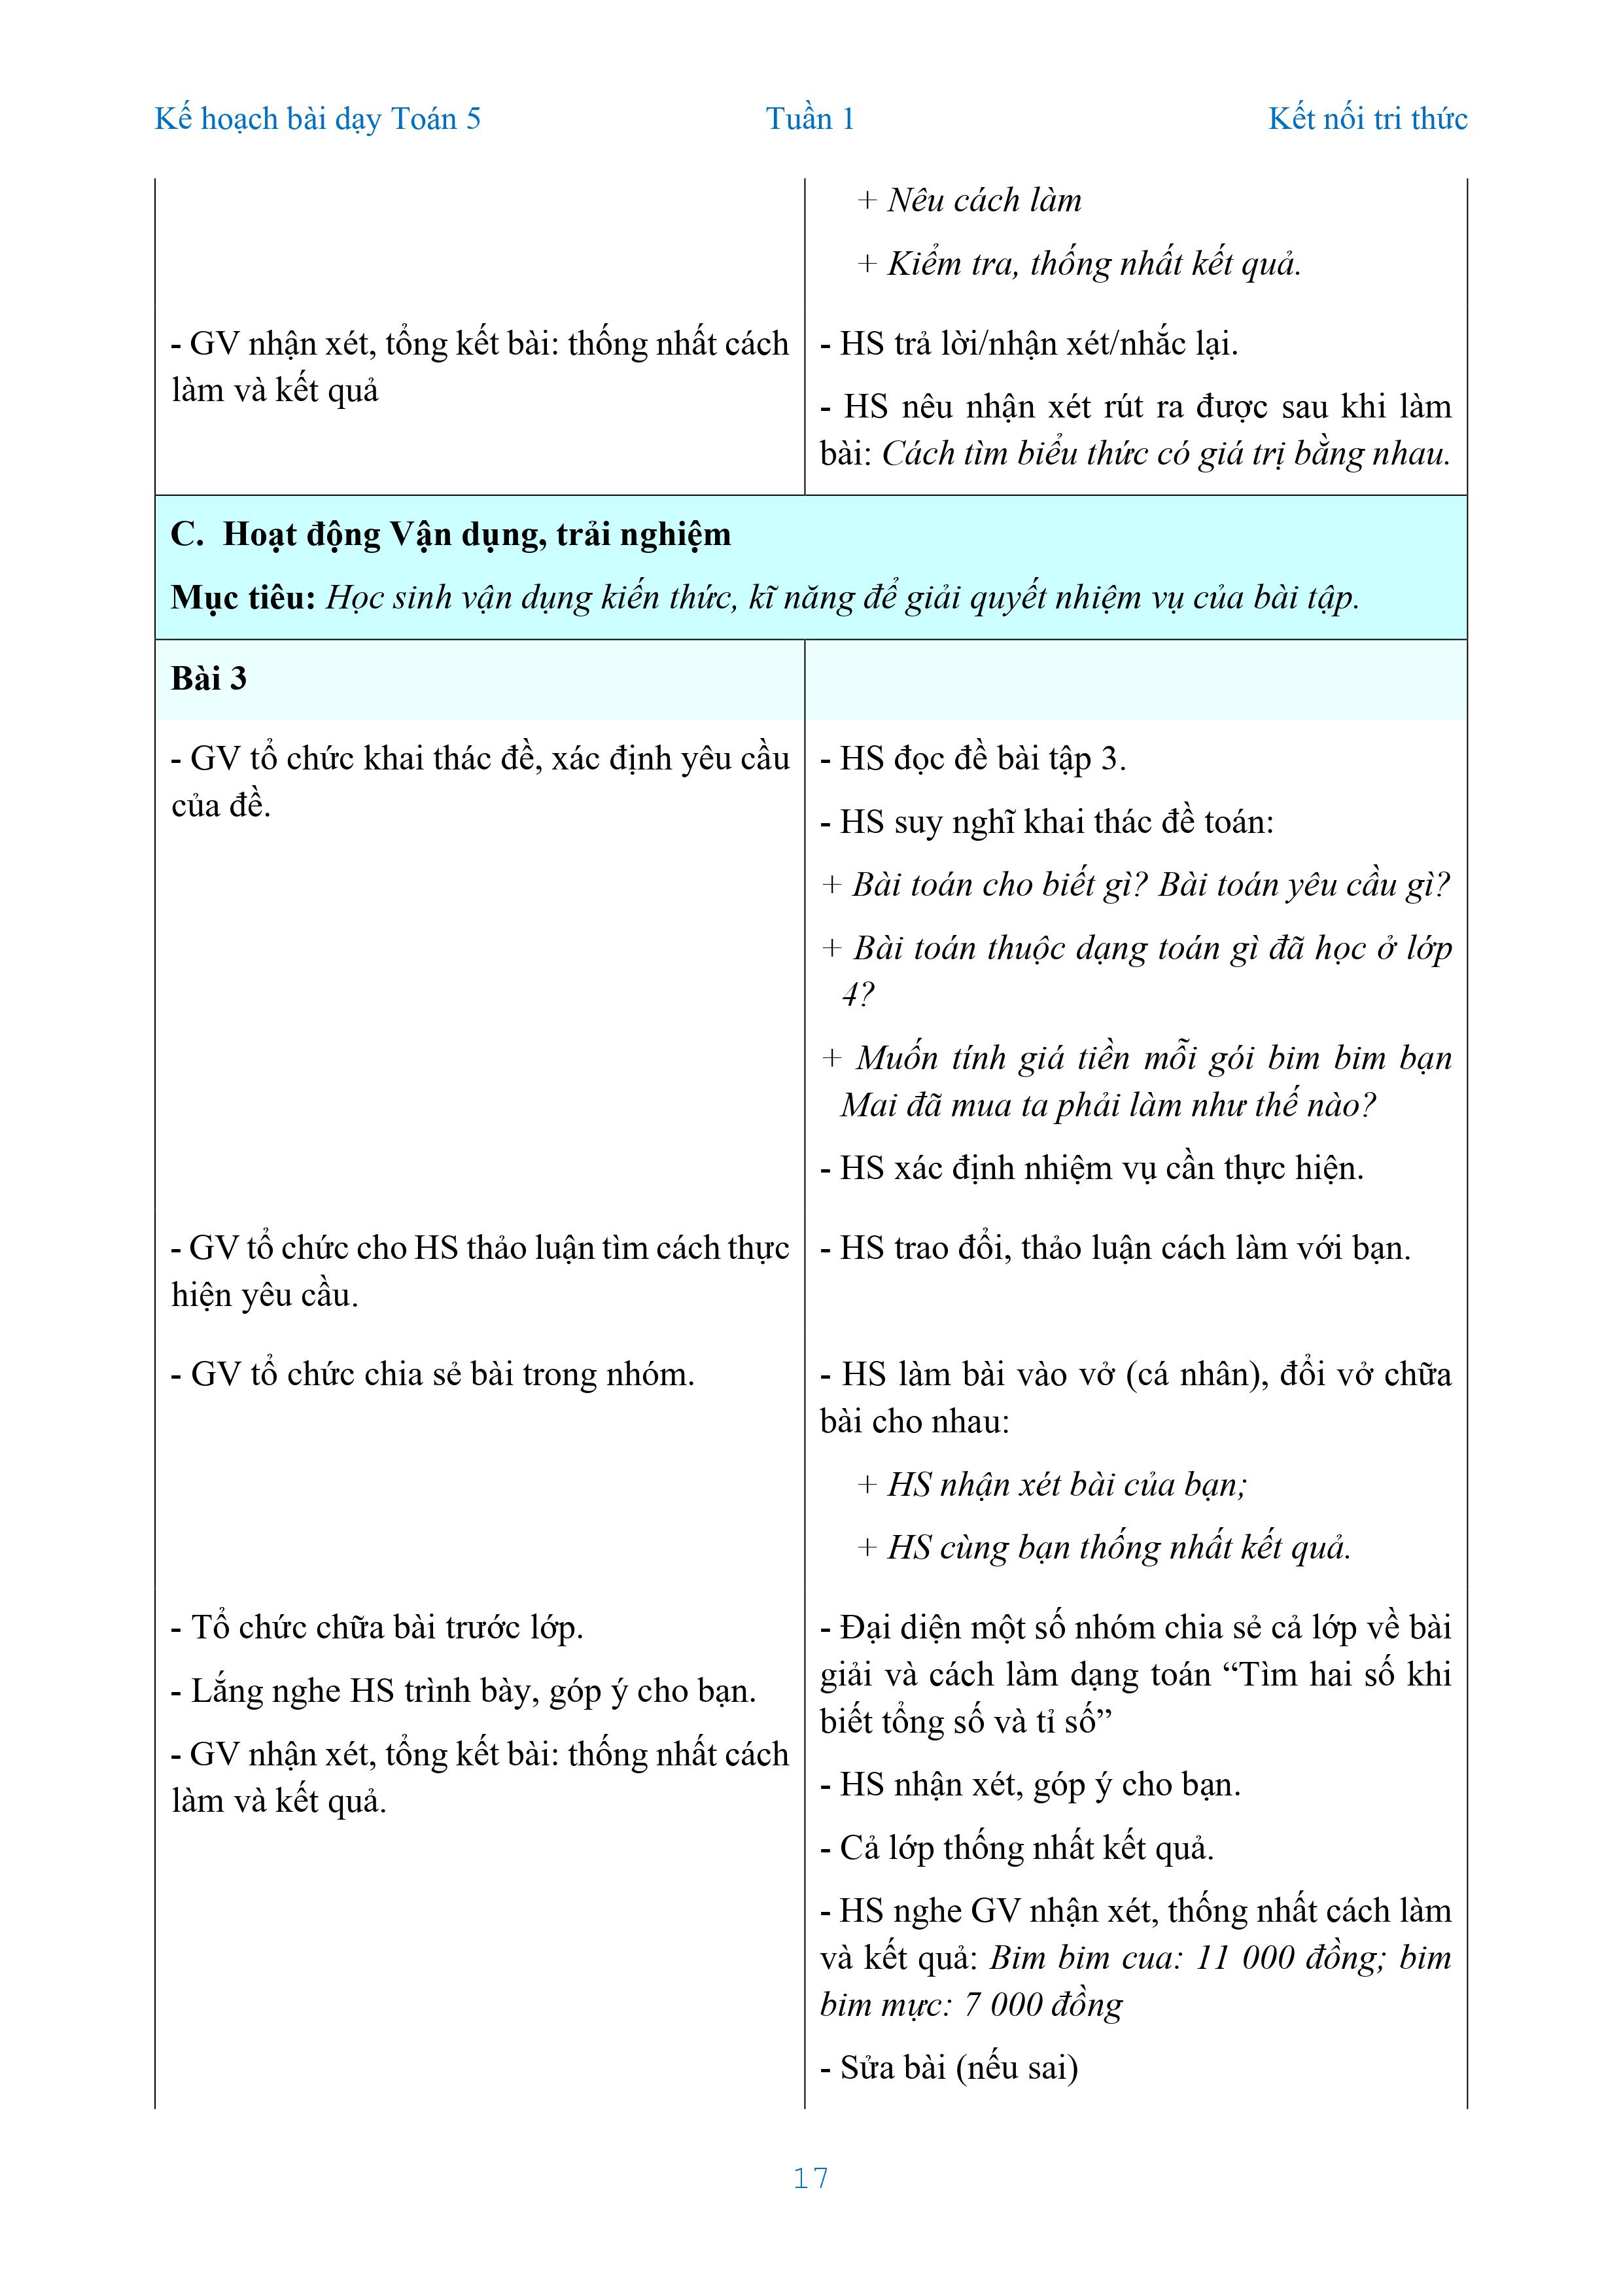 Kế hoạch bài dạy Toán 5
Tuần 1
Kết nối tri thức
+ Nêu cách làm
+ Kiểm tra, thống nhất kết quả.
- GV nhận xét, tổng kết bài: thống nhất cách
làm và kết quả
- HS trả lời/nhận xét/nhắc lại.
- HS nêu nhận xét rút ra được sau khi làm
bài: Cách tìm biểu thức có giá trị bằng nhau.
C. Hoạt động Vận dụng, trải nghiệm
Mục tiêu: Học sinh vận dụng kiến thức, kĩ năng để giải quyết nhiệm vụ của bài tập.
Bài 3
- GV tổ chức khai thác đề, xác định yêu cầu
của đề.
- HS đọc đề bài tập 3.
- HS suy nghĩ khai thác đề toán:
+ Bài toán cho biết gì? Bài toán yêu cầu gì?
+ Bài toán thuộc dạng toán gì đã học ở lớp
4?
+ Muốn tính giá tiền mỗi gói bim bim bạn
Mai đã mua ta phải làm như thế nào?
- HS xác định nhiệm vụ cần thực hiện.
- GV tổ chức cho HS thảo luận tìm cách thực
hiện yêu cầu.
- HS trao đổi, thảo luận cách làm với bạn.
- GV tổ chức chia sẻ bài trong nhóm.
- HS làm bài vào vở (cá nhân), đổi vở chữa
bài cho nhau:
+ HS nhận xét bài của bạn;
+ HS cùng bạn thống nhất kết quả.
- Tổ chức chữa bài trước lớp.
- Lắng nghe HS trình bày, góp ý cho bạn.
- GV nhận xét, tổng kết bài: thống nhất cách
làm và kết quả.
- Đại diện một số nhóm chia sẻ cả lớp về bài
giải và cách làm dạng toán “Tìm hai số khi
biết tổng số và tỉ số”
- HS nhận xét, góp ý cho bạn.
- Cả lớp thống nhất kết quả.
- HS nghe GV nhận xét, thống nhất cách làm
và kết quả: Bim bim cua: 11 000 đồng; bim
bim mực: 7 000 đồng
- Sửa bài (nếu sai)
17